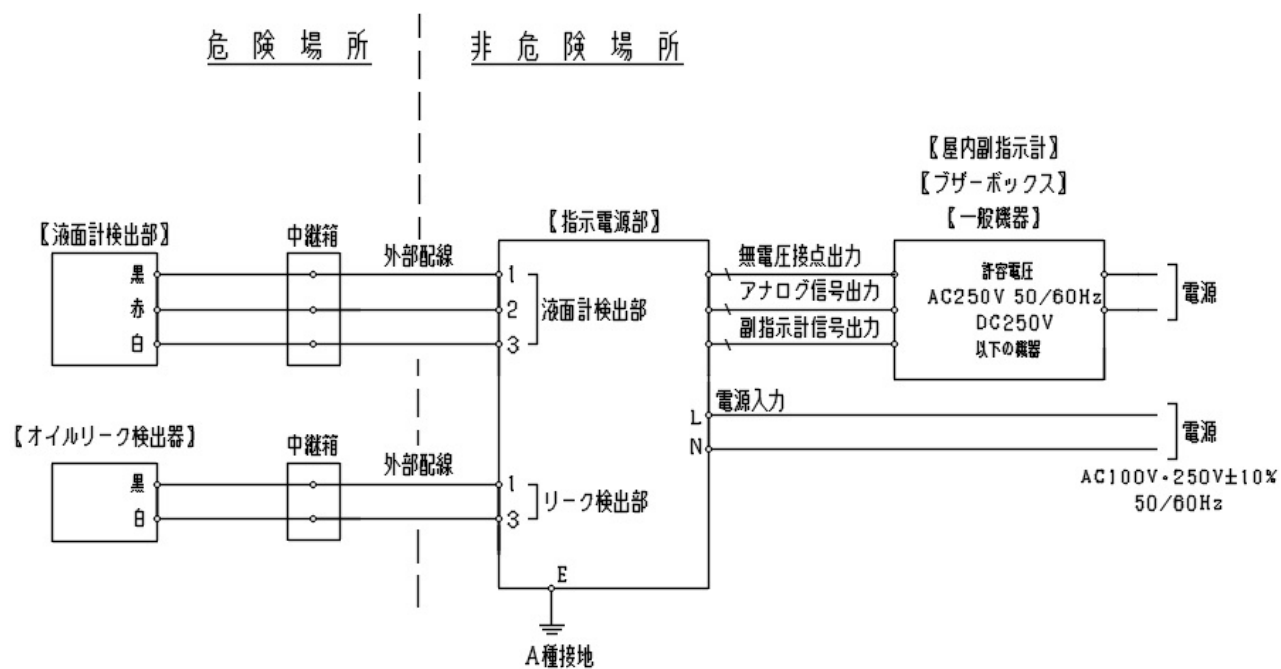 危険場所
非危険場所
【屋内副指示計】
【ブザーボックス】
【一般機器】
【液面計検出部】
中継箱
外部配線
【指示電源部】
黒
赤
白
1
2
3
液面計検出部
無電圧接点出力
アナログ信号出力
副指示計信号出力
許容電圧
AC250V 50/60Hz
DC250V
以下の機器
電源
L
N
電源入力
電源
AC100V・250V±10%
50/60Hz
【オイルリーク検出器】
中継箱
外部配線
黒
白
1
3
リーク検出部
E
A種接地